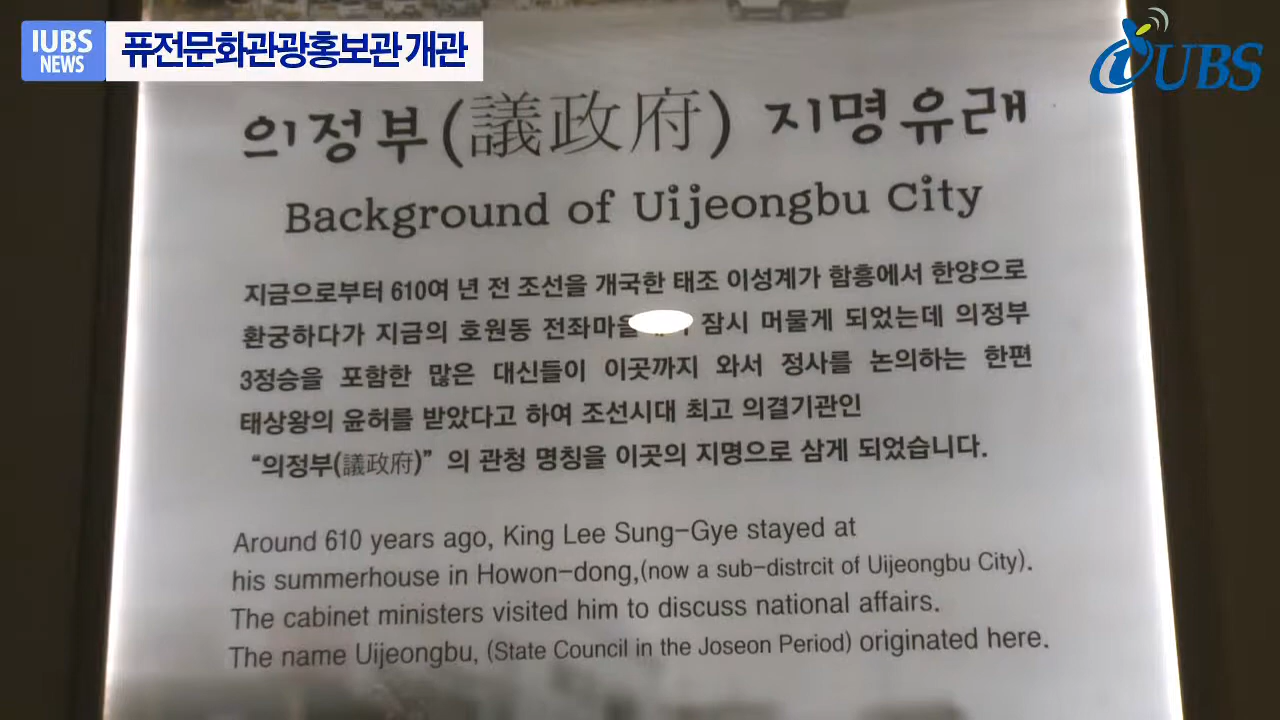 IUBS
NEWS
퓨전문화관광홍보관 개관
iUBS
의정부(議政府) 지명유래
Background of Uijeongbu City
지금으로부터 610여 년 전 조선을 개국한 태조 이성계가 함흥에서 한양으로
환궁하다가 지금의 호원동 전좌마을 잠시 머물게 되었는데 의정부
3정승을 포함한 많은 대신들이 이곳까지 와서 정사를 논의하는 한편
태상왕의 윤허를 받았다고 하여 조선시대 최고 의결기관인
“의정부(議政府)” 의 관청 명칭을 이곳의 지명으로 삼게 되었습니다.
Around 610 years ago, King Lee Sung-Gye stayed at
his summerhouse in Howon-dong,(now a sub-distrcit of Uijeongbu City).
The cabinet ministers visited him to discuss national affairs.
The name Uijeongbu, (State Council in the Joseon Period) originated here.